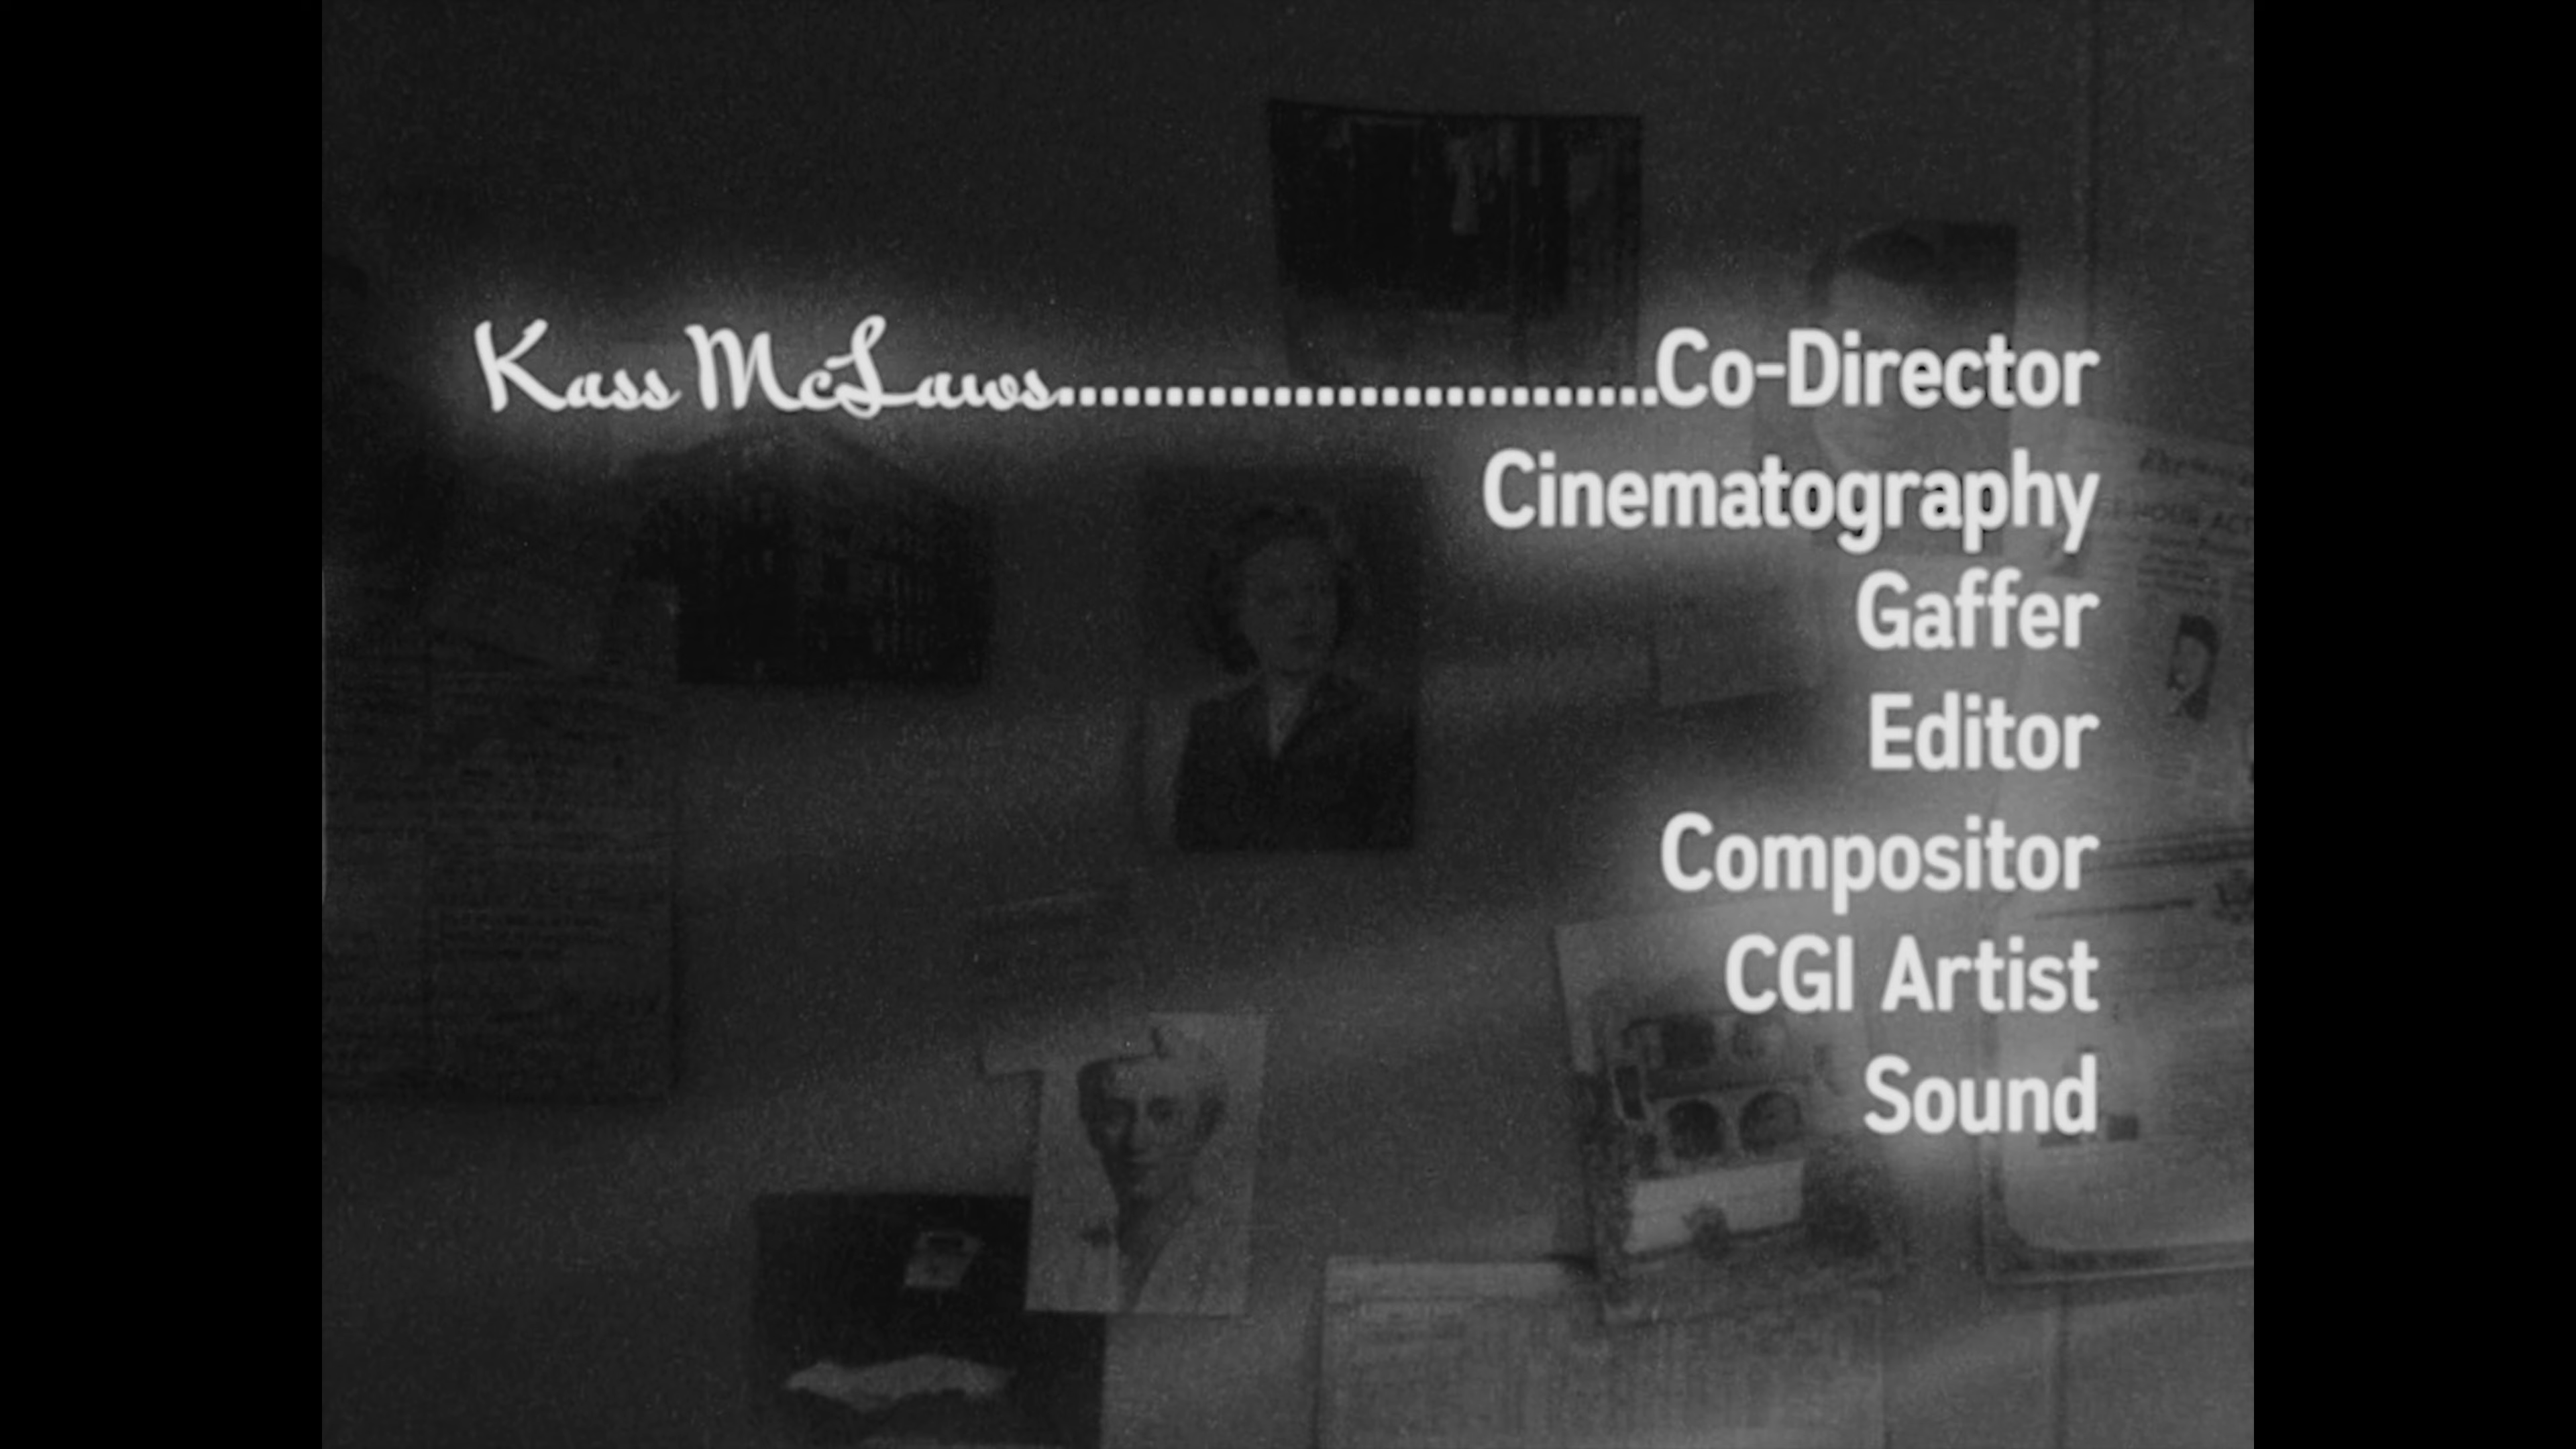 Kass McLaws............................Co-Director
Cinematography
Gaffer
Editor
Compositor
CGI Artist
Sound